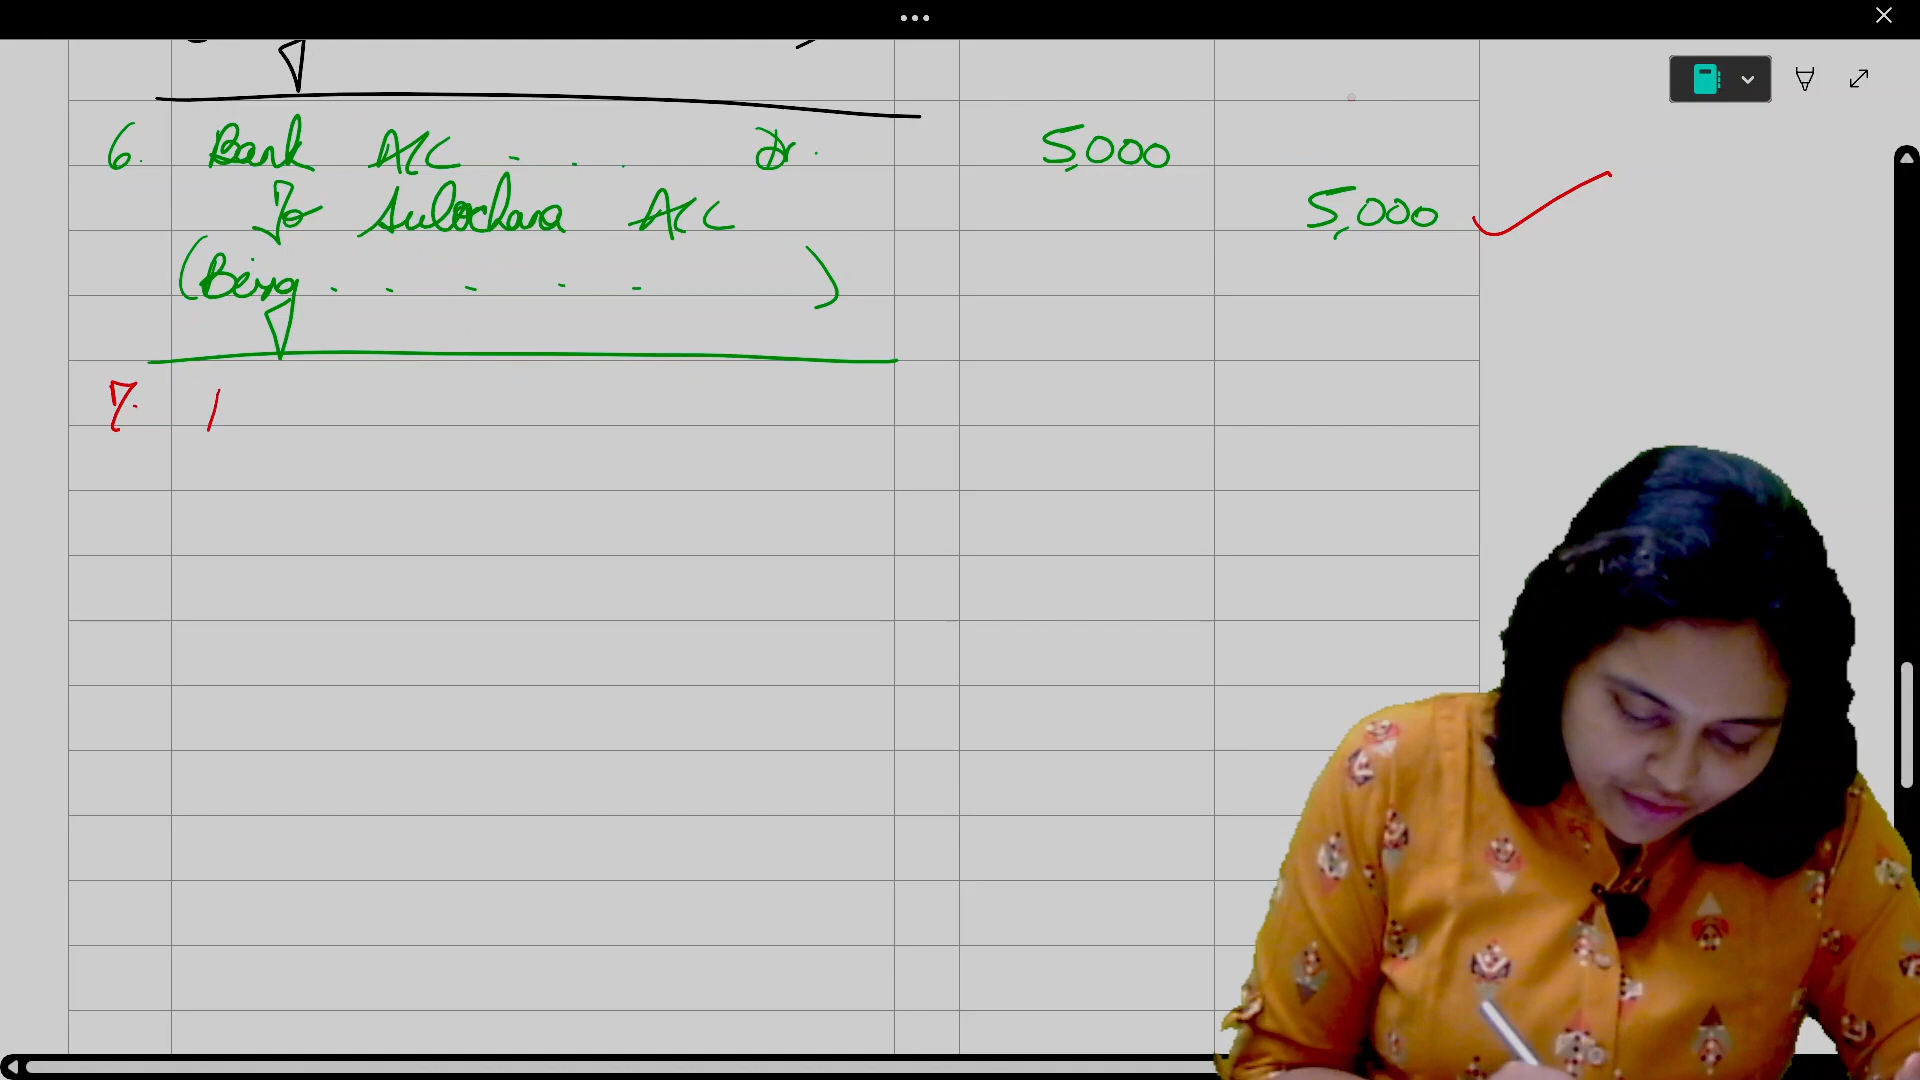 6. Bank A/C - . . . Dr. 5,000
To Sulochana A/C 5,000
(Being . . - . - )
7.